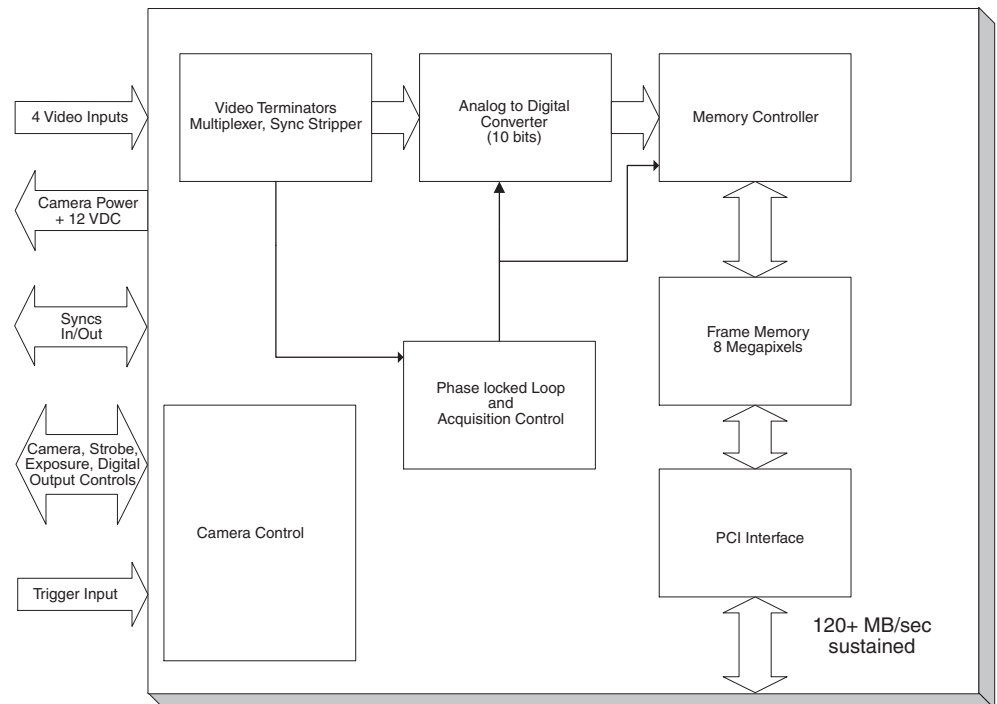 4 Video Inputs
Video Terminators
Multiplexer, Sync Stripper
Analog to Digital
Converter
(10 bits)
Memory Controller
Camera Power
+ 12 VDC
Syncs
In/Out
Frame Memory
8 Megapixels
Phase locked Loop
and
Acquisition Control
Camera, Strobe,
Exposure, Digital
Output Controls
Camera Control
PCI Interface
Trigger Input
120+ MB/sec
sustained